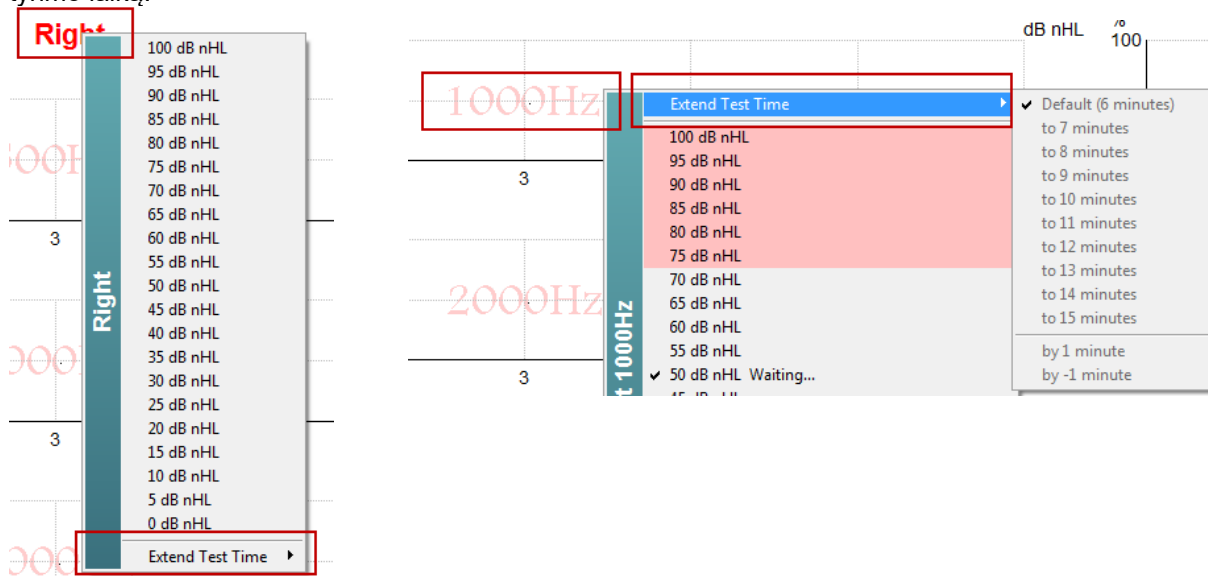 tyrimo laiką.
Right
100 dB nHL
95 dB nHL
90 dB nHL
85 dB nHL
80 dB nHL
75 dB nHL
70 dB nHL
65 dB nHL
60 dB nHL
55 dB nHL
50 dB nHL
45 dB nHL
40 dB nHL
35 dB nHL
30 dB nHL
25 dB nHL
20 dB nHL
15 dB nHL
10 dB nHL
5 dB nHL
0 dB nHL
Extend Test Time
Right
3
3
dB nHL
100
1000Hz
3
2000Hz
3
Extend Test Time
100 dB nHL
95 dB nHL
90 dB nHL
85 dB nHL
80 dB nHL
75 dB nHL
70 dB nHL
65 dB nHL
60 dB nHL
55 dB nHL
50 dB nHL Waiting...
t 1000Hz
Default (6 minutes)
to 7 minutes
to 8 minutes
to 9 minutes
to 10 minutes
to 11 minutes
to 12 minutes
to 13 minutes
to 14 minutes
to 15 minutes
by 1 minute
by -1 minute